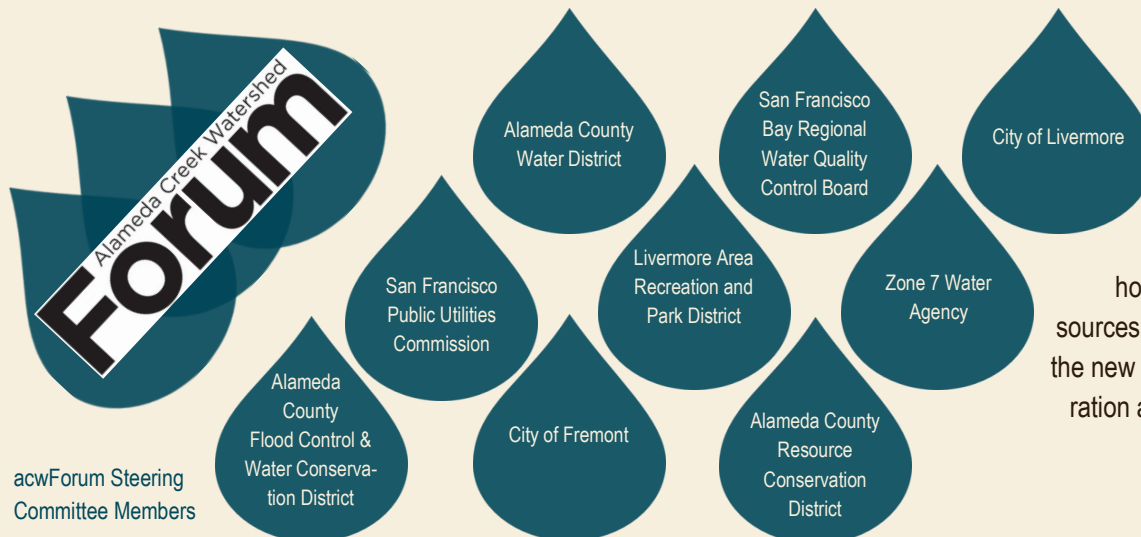 Alameda Creek Watershed
Forum
Alameda County
Water District
San Francisco
Bay Regional
Water Quality
Control Board
City of Livermore
San Francisco
Public Utilities
Commission
Livermore Area
Recreation and
Park District
Zone 7 Water
Agency
Alameda
County
Flood Control &
Water Conserva-
tion District
City of Fremont
Alameda County
Resource
Conservation
District
acwForum Steering
Committee Members
ho
sources
the new
ration a